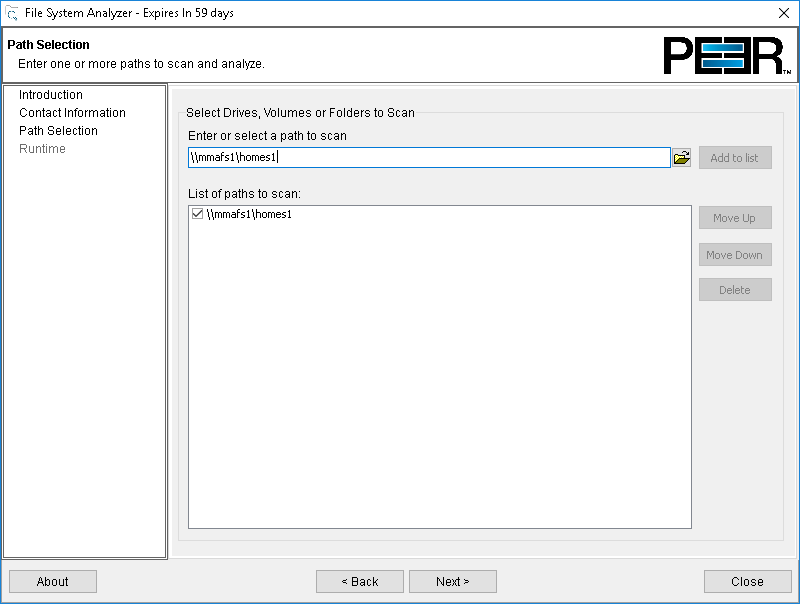 File System Analyzer - Expires In 59 days
Path Selection
Enter one or more paths to scan and analyze.
PEER™
Introduction
Contact Information
Path Selection
Runtime
Select Drives, Volumes or Folders to Scan
Enter or select a path to scan
\\mmafs1\homes1
Add to list
List of paths to scan:
\\mmafs1\homes1
Move Up
Move Down
Delete
About
< Back
Next >
Close